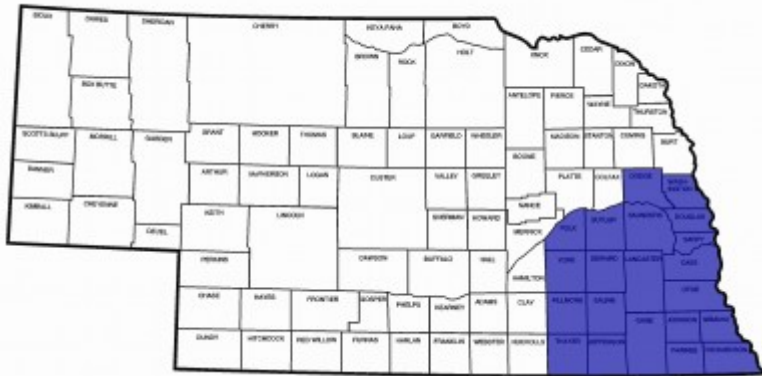 SIOUX
DAWES
SHERIDAN
CHERRY
KEYA PAHA
BOYD
BROWN
ROCK
HOLT
KNOX
CEDAR
DIXON
DAKOTA
BOX BUTTE
ANTELOPE
PIERCE
WAYNE
THURSTON
SCOTTS BLUFF
MORRILL
GARDEN
GRANT
HOOKER
THOMAS
BLAINE
LOUP
GARFIELD
WHEELER
MADISON
STANTON
CUMING
BURT
BOONE
BANNER
ARTHUR
McPHERSON
LOGAN
CUSTER
VALLEY
GREELEY
PLATTE
COLFAX
DODGE
WASHINGTON
KIMBALL
CHEYENNE
DEUEL
KEITH
LINCOLN
SHERMAN
HOWARD
NANCE
MERRICK
POLK
BUTLER
SAUNDERS
DOUGLAS
SARPY
PERKINS
DAWSON
BUFFALO
HALL
HAMILTON
YORK
SEWARD
LANCASTER
CASS
OTOE
CHASE
HAYES
FRONTIER
GOSPER
PHELPS
KEARNEY
ADAMS
CLAY
FILLMORE
SALINE
GAGE
JOHNSON
NEMAHA
DUNDY
HITCHCOCK
RED WILLOW
FURNAS
HARLAN
FRANKLIN
WEBSTER
NUCKOLLS
THAYER
JEFFERSON
PAWNEE
RICHARDSON